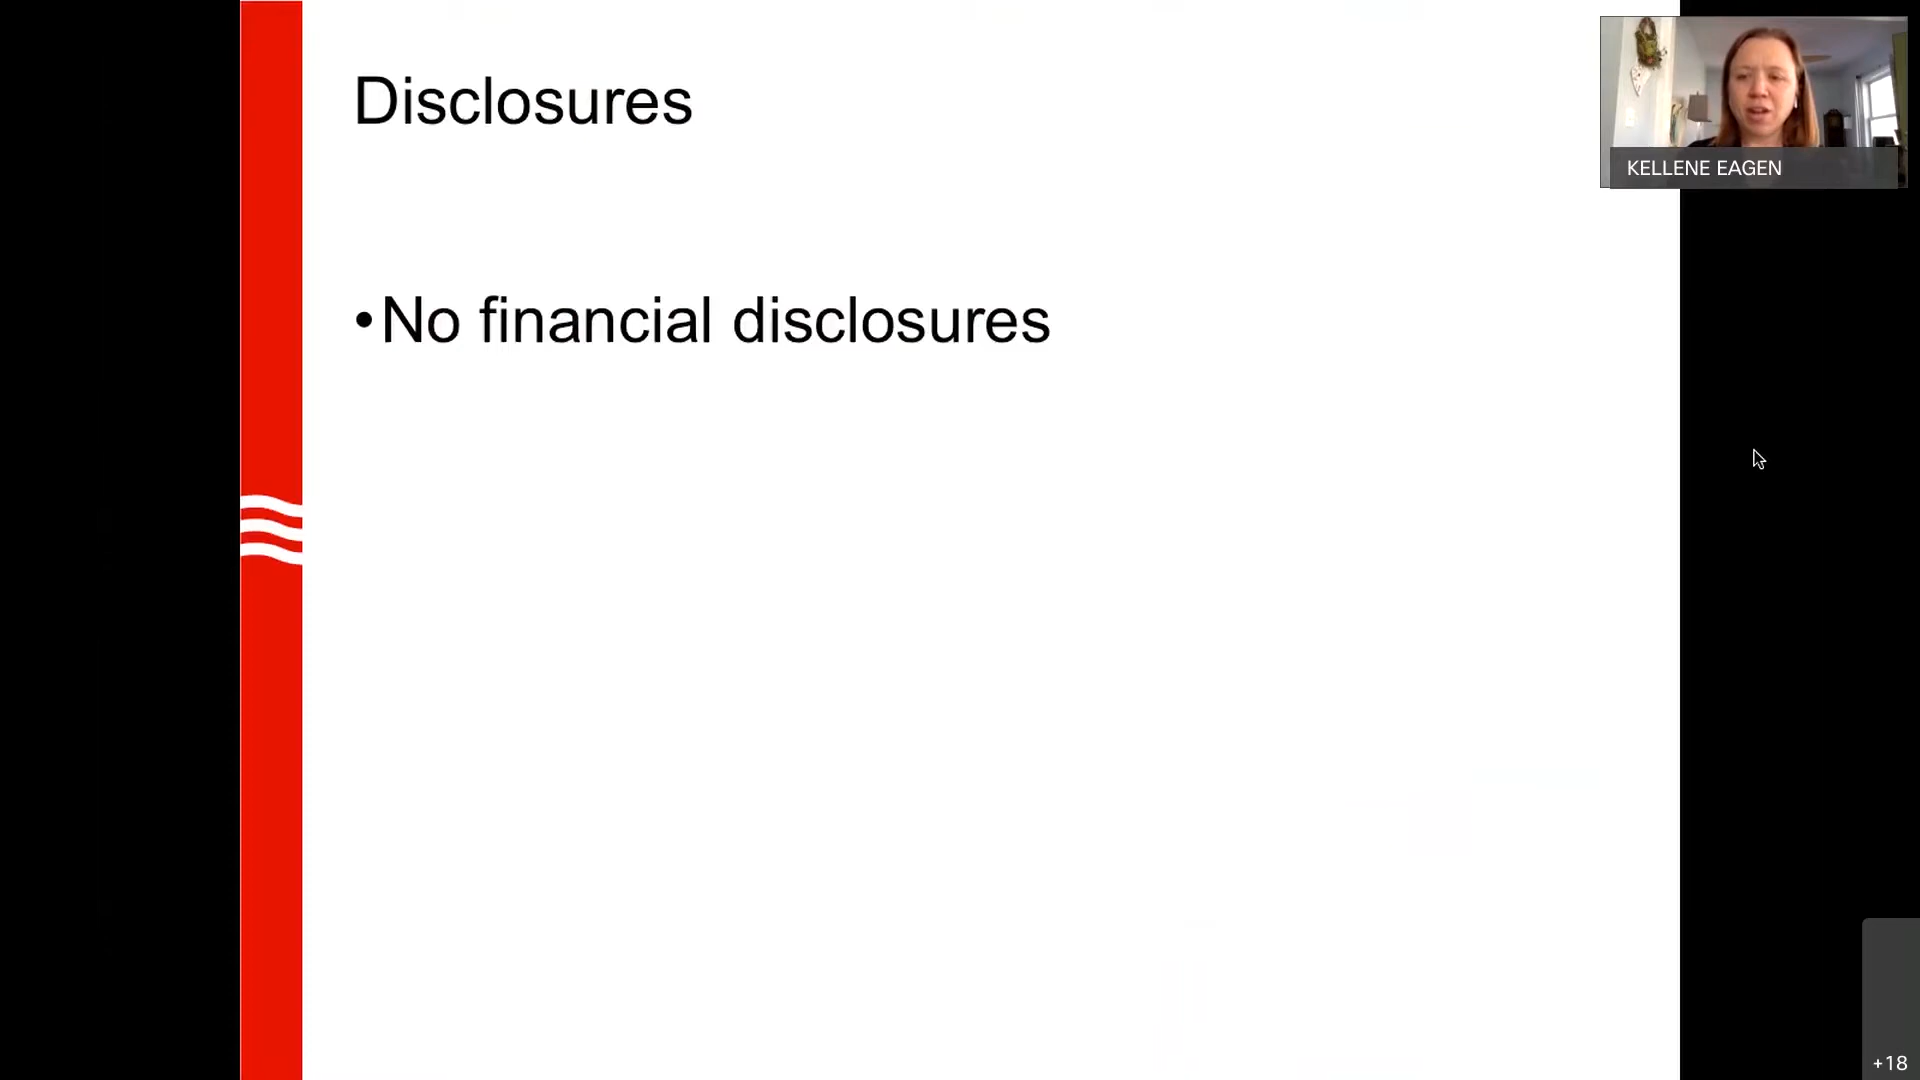 Disclosures
KELLENE EAGEN
•No financial disclosures
+18